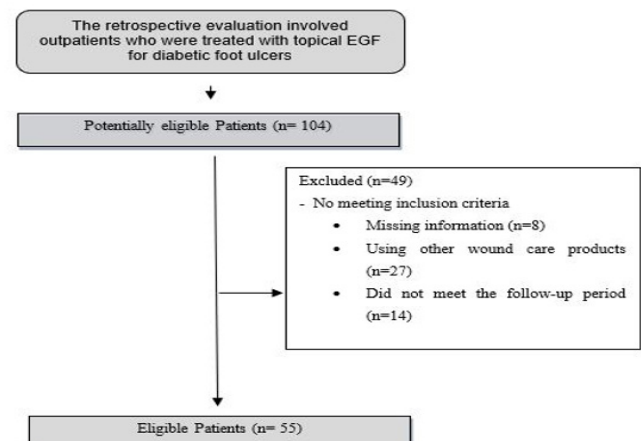 The retrospective evaluation involved
outpatients who were treated with topical EGF
for diabetic foot ulcers
Potentially eligible Patients (n= 104)
Excluded (n=49)
- No meeting inclusion criteria
• Missing information (n=8)
• Using other wound care products
(n=27)
• Did not meet the follow-up period
(n=14)
Eligible Patients (n= 55)